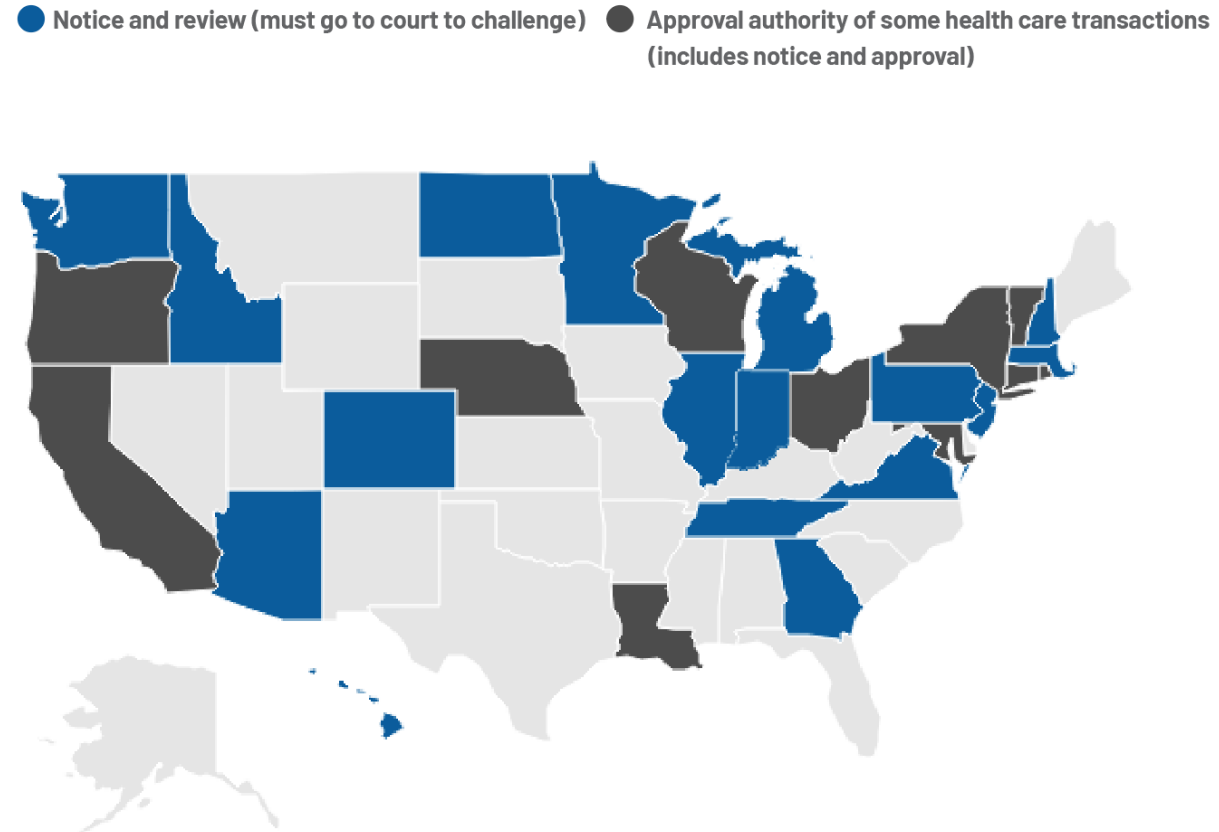 Notice and review (must go to court to challenge)
Approval authority of some health care transactions
(includes notice and approval)